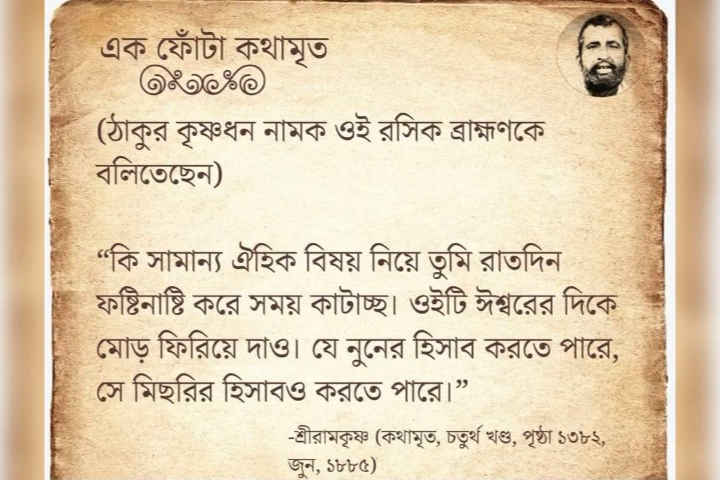 এক ফোঁটা কথামৃত
(ঠাকুর কৃষ্ণধন নামক ওই রসিক ব্রাহ্মণকে
বলিতেছেন)
“কি সামান্য ঐহিক বিষয় নিয়ে তুমি রাতদিন
ফষ্টিনাষ্টি করে সময় কাটাচ্ছ। ওইটি ঈশ্বরের দিকে
মোড় ফিরিয়ে দাও। যে নুনের হিসাব করতে পারে,
সে মিছরির হিসাবও করতে পারে।”
-শ্রীরামকৃষ্ণ (কথামৃত, চতুর্থ খণ্ড, পৃষ্ঠা ১৩৮২,
জুন, ১৮৮৫)